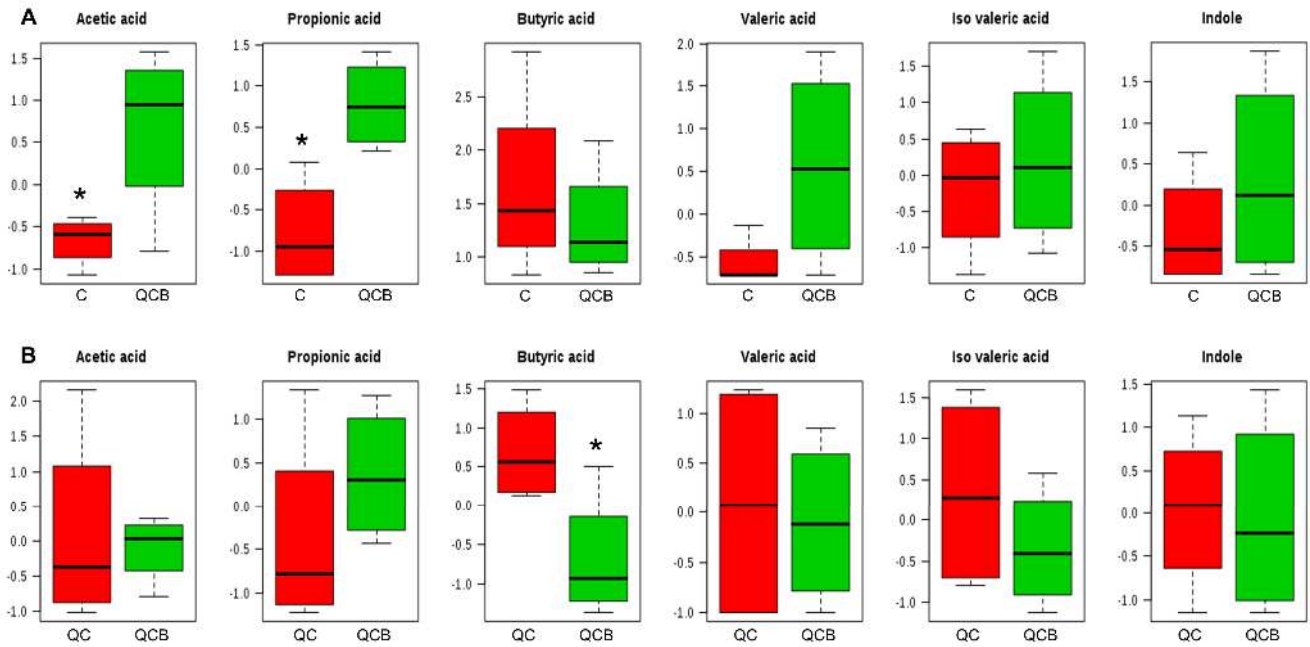 A
Acetic acid Propionic acid Butyric acid Valeric acid Iso valeric acid Indole
1.5 1.0 0.5 0.0 -0.5 -1.0
* C QCB
1.5 1.0 0.5 0.0 -0.5 -1.0
* C QCB
2.5 2.0 1.5 1.0
C QCB
2.0 1.5 1.0 0.5 0.0 -0.5
C QCB
1.5 1.0 0.5 0.0 -0.5 -1.0
C QCB
1.5 1.0 0.5 0.0 -0.5
C QCB
B
Acetic acid Propionic acid Butyric acid Valeric acid Iso valeric acid Indole
2.0 1.0 0.0 -0.5 -1.0
QC QCB
1.0 0.5 0.0 -0.5 -1.0
QC QCB
1.5 1.0 0.5 0.0 -0.5 -1.0
* QC QCB
1.0 0.5 0.0 -0.5 -1.0
QC QCB
1.5 1.0 0.5 0.0 -0.5 -1.0
QC QCB
1.5 1.0 0.5 0.0 -0.5 -1.0
QC QCB